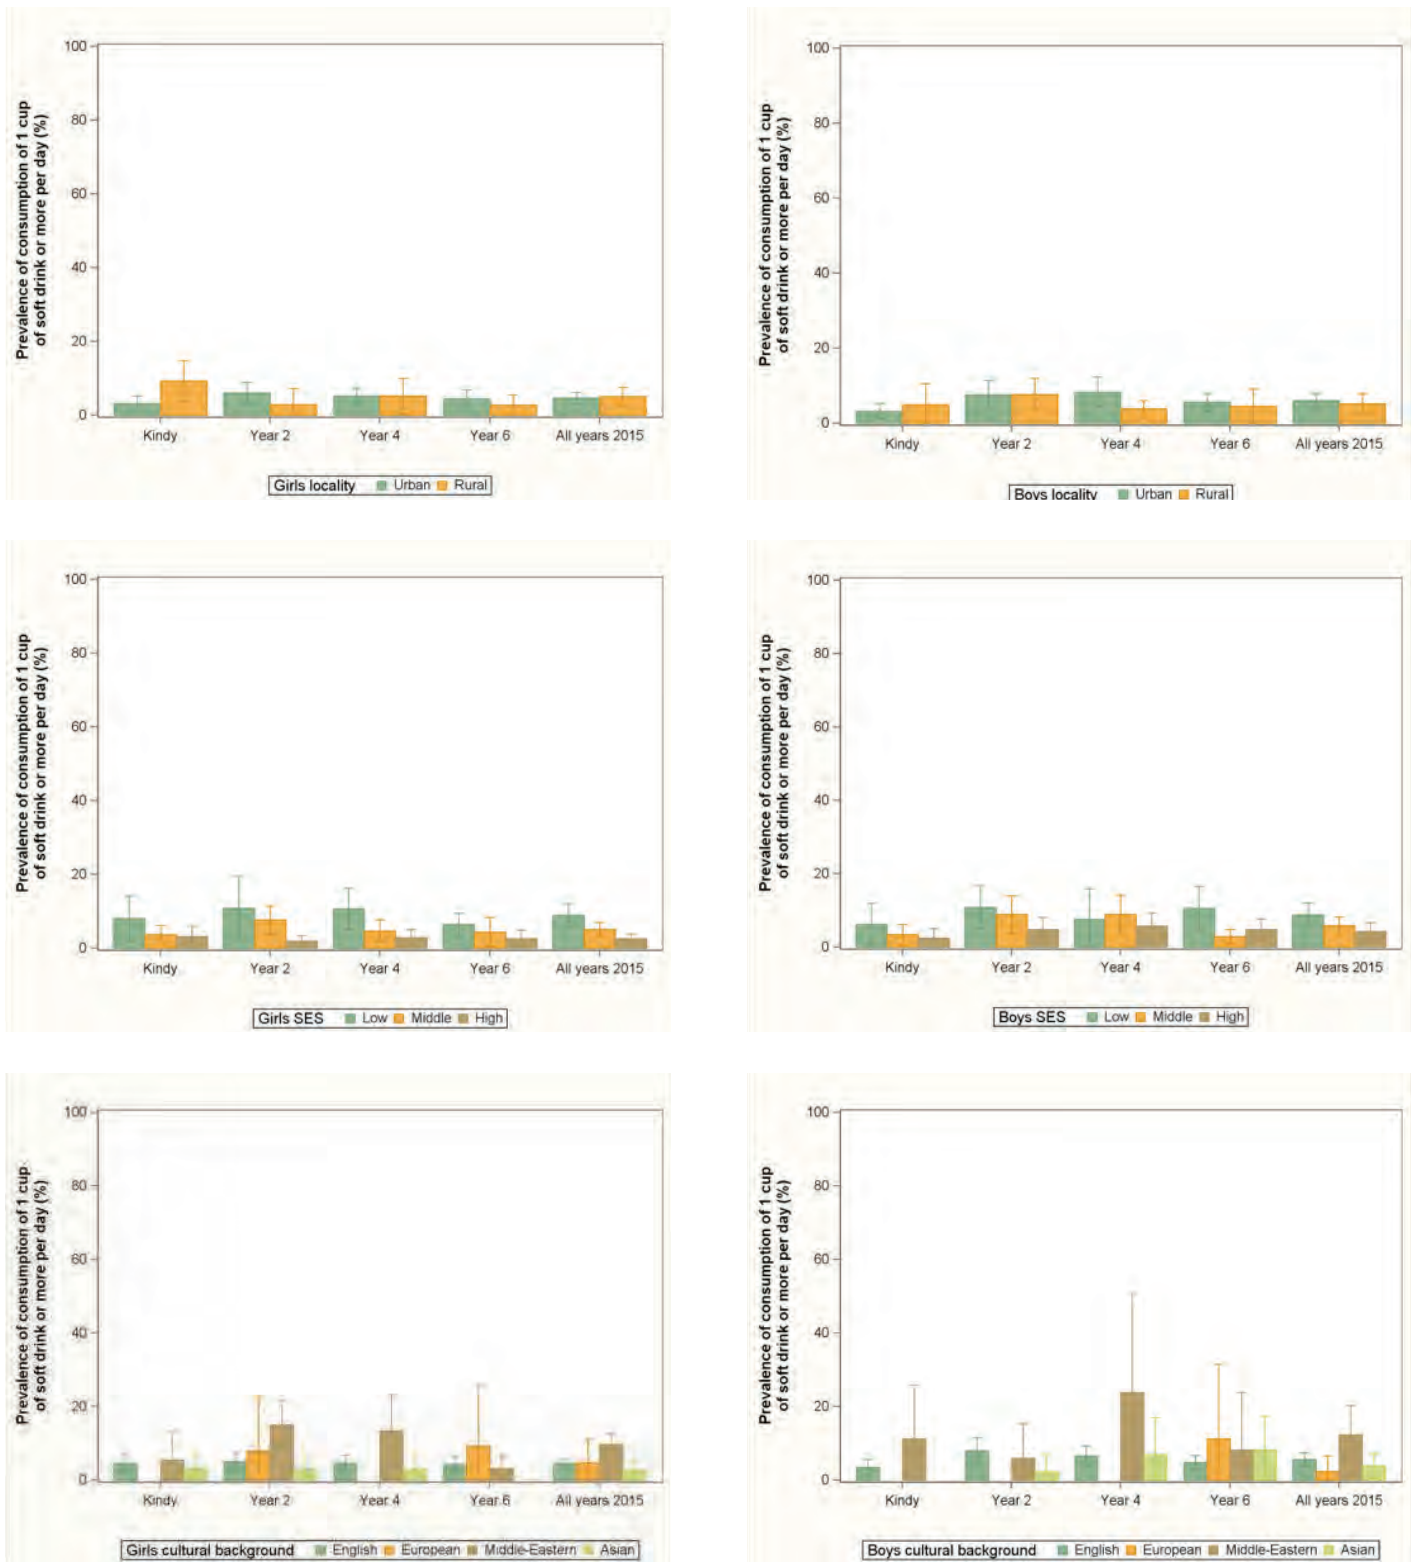 Prevalence of consumption of 1 cup
of soft drink or more per day (%)
100
80
60
40
20
0
Kindy Year 2 Year 4 Year 6 All years 2015
Girls locality Urban Rural
Prevalence of consumption of 1 cup
of soft drink or more per day (%)
100
80
60
40
20
0
Kindy Year 2 Year 4 Year 6 All years 2015
Boys locality Urban Rural
Prevalence of consumption of 1 cup
of soft drink or more per day (%)
100
80
60
40
20
0
Kindy Year 2 Year 4 Year 6 All years 2015
Girls SES Low Middle High
Prevalence of consumption of 1 cup
of soft drink or more per day (%)
100
80
60
40
20
0
Kindy Year 2 Year 4 Year 6 All years 2015
Boys SES Low Middle High
Prevalence of consumption of 1 cup
of soft drink or more per day (%)
100
80
60
40
20
0
Kindy Year 2 Year 4 Year 6 All years 2015
Girls cultural background English European Middle-Eastern Asian
Prevalence of consumption of 1 cup
of soft drink or more per day (%)
100
80
60
40
20
0
Kindy Year 2 Year 4 Year 6 All years 2015
Boys cultural background English European Middle-Eastern Asian